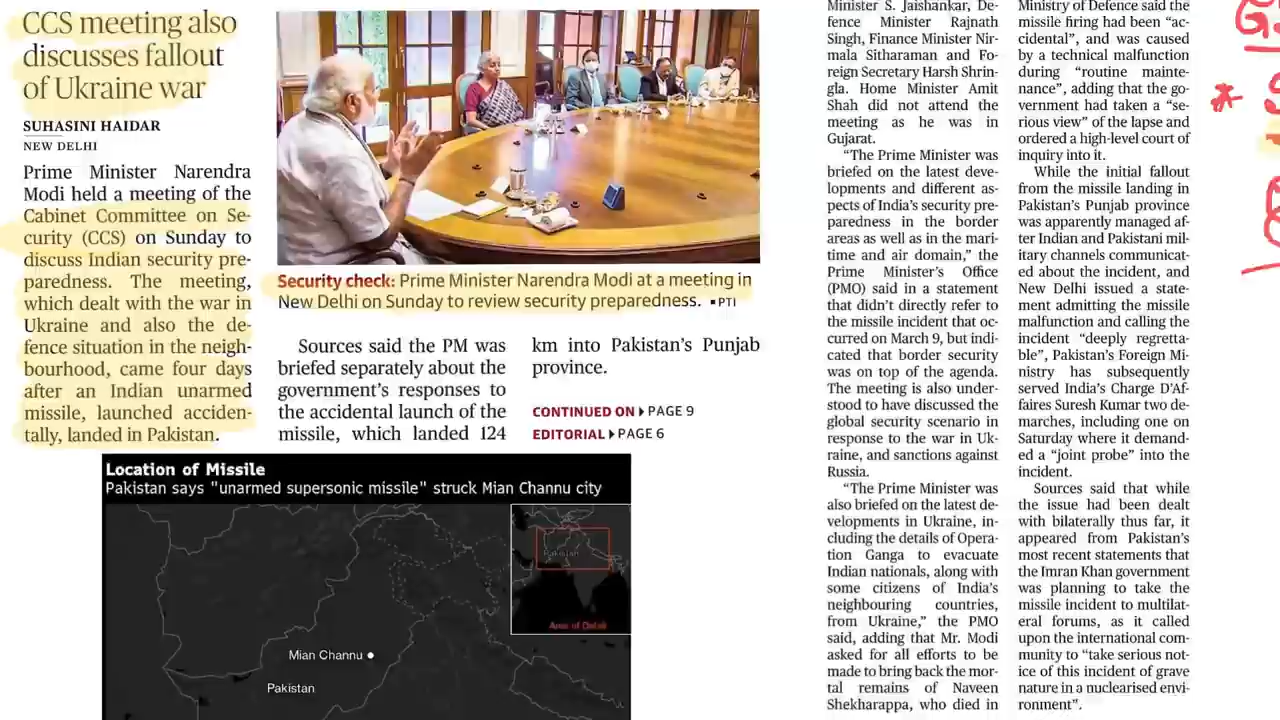 CCS meeting also
discusses fallout
of Ukraine war
SUHASINI HAIDAR
NEW DELHI
Prime Minister Narendra
Modi held a meeting of the
Cabinet Committee on Se-
curity (CCS) on Sunday to
discuss Indian security pre-
paredness. The meeting,
which dealt with the war in
Ukraine and also the de-
fence situation in the neigh-
bourhood, came four days
after an Indian unarmed
missile, launched acciden-
tally, landed in Pakistan.
Security check: Prime Minister Narendra Modi at a meeting in
New Delhi on Sunday to review security preparedness. ▪PTI
Sources said the PM was
briefed separately about the
government's responses to
the accidental launch of the
missile, which landed 124
km into Pakistan's Punjab
province.
CONTINUED ON PAGE 9
EDITORIAL PAGE 6
Location of Missile
Pakistan says "unarmed supersonic missile" struck Mian Channu city
Pakistan
Area of Detail
Mian Channu
Pakistan
Minister S. Jaishankar, De-
fence Minister Rajnath
Singh, Finance Minister Nir-
mala Sitharaman and Fo-
reign Secretary Harsh Shrin-
gla. Home Minister Amit
Shah did not attend the
meeting as he was in
Gujarat.
"The Prime Minister was
briefed on the latest deve-
lopments and different as-
pects of India's security pre-
paredness in the border
areas as well as in the mari-
time and air domain," the
Prime Minister's Office
(PMO) said in a statement
that didn't directly refer to
the missile incident that oc-
curred on March 9, but indi-
cated that border security
was on top of the agenda.
The meeting is also under-
stood to have discussed the
global security scenario in
response to the war in Uk-
raine, and sanctions against
Russia.
"The Prime Minister was
also briefed on the latest de-
velopments in Ukraine, in-
cluding the details of Opera-
tion Ganga to evacuate
Indian nationals, along with
some citizens of India's
neighbouring countries,
from Ukraine," the PMO
said, adding that Mr. Modi
asked for all efforts to be
made to bring back the mor-
tal remains of Naveen
Shekharappa, who died in
Ministry of Defence said the
missile firing had been "ac-
cidental", and was caused
by a technical malfunction
during "routine mainte-
nance", adding that the go-
vernment had taken a "se-
rious view" of the lapse and
ordered a high-level court of
inquiry into it.
While the initial fallout
from the missile landing in
Pakistan's Punjab province
was apparently managed af-
ter Indian and Pakistani mil-
itary channels communicat-
ed about the incident, and
New Delhi issued a state-
ment admitting the missile
malfunction and calling the
incident "deeply regretta-
ble", Pakistan's Foreign Mi-
nistry has subsequently
served India's Charge D'Af-
faires Suresh Kumar two de-
marches, including one on
Saturday where it demand-
ed a "joint probe" into the
incident.
Sources said that while
the issue had been dealt
with bilaterally thus far, it
appeared from Pakistan's
most recent statements that
the Imran Khan government
was planning to take the
missile incident to multilat-
eral forums, as it called
upon the international com-
munity to "take serious not-
ice of this incident of grave
nature in a nuclearised envi-
ronment".